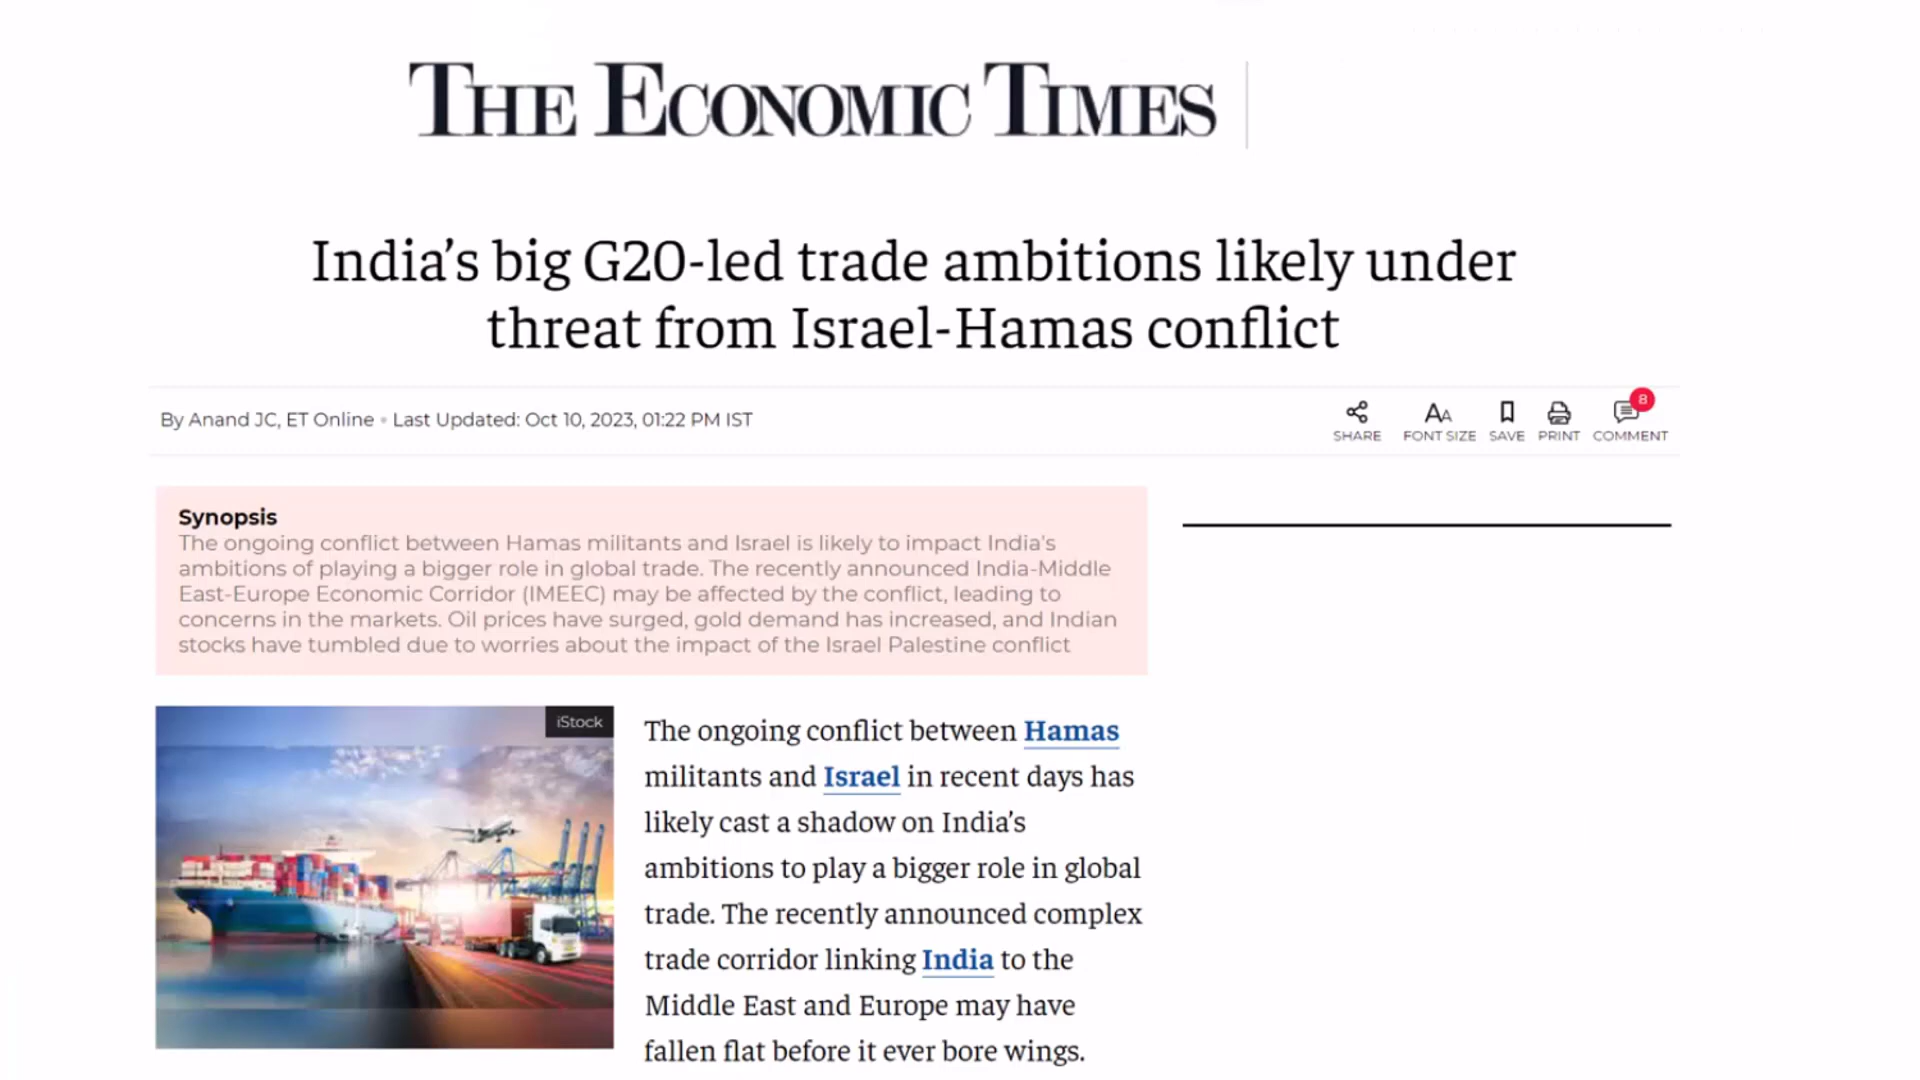 THE ECONOMIC TIMES
India’s big G20-led trade ambitions likely under
threat from Israel-Hamas conflict
By Anand JC, ET Online • Last Updated: Oct 10, 2023, 01:22 PM IST
SHARE
AA
FONT SIZE
SAVE
PRINT
8
COMMENT
Synopsis
The ongoing conflict between Hamas militants and Israel is likely to impact India's
ambitions of playing a bigger role in global trade. The recently announced India-Middle
East-Europe Economic Corridor (IMEEC) may be affected by the conflict, leading to
concerns in the markets. Oil prices have surged, gold demand has increased, and Indian
stocks have tumbled due to worries about the impact of the Israel Palestine conflict
iStock
The ongoing conflict between Hamas
militants and Israel in recent days has
likely cast a shadow on India’s
ambitions to play a bigger role in global
trade. The recently announced complex
trade corridor linking India to the
Middle East and Europe may have
fallen flat before it ever bore wings.